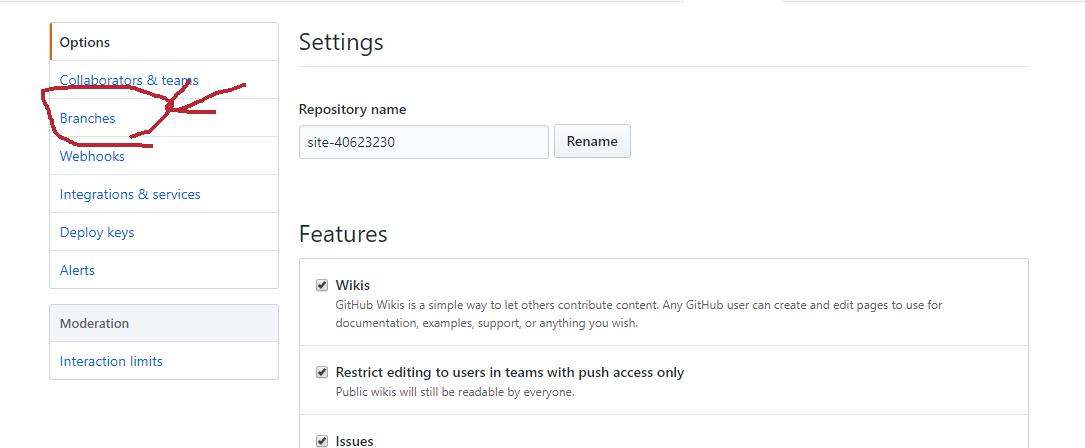 Options
Collaborators & teams
Branches
Webhooks
Integrations & services
Deploy keys
Alerts
Moderation
Interaction limits
Settings
Repository name
site-40623230 Rename
Features
Wikis
GitHub Wikis is a simple way to let others contribute content. Any GitHub user can create and edit pages to use for
documentation, examples, support, or anything you wish.
Restrict editing to users in teams with push access only
Public wikis will still be readable by everyone.
Issues